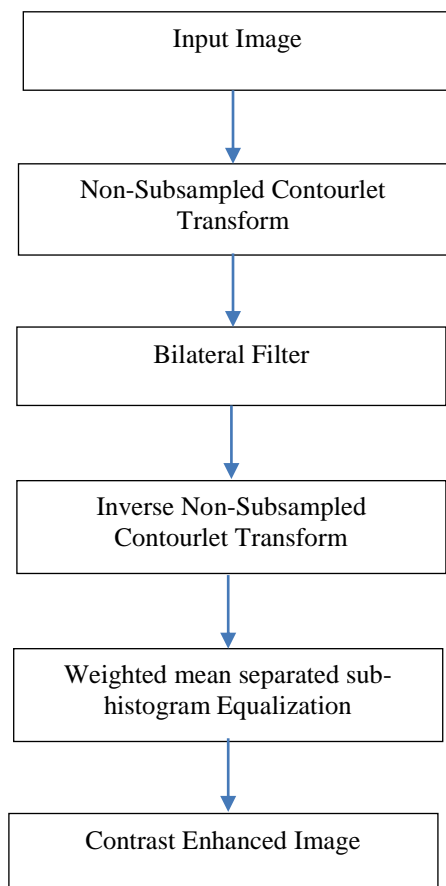 Input Image
Non-Subsampled Contourlet
Transform
Bilateral Filter
Inverse Non-Subsampled
Contourlet Transform
Weighted mean separated sub-
histogram Equalization
Contrast Enhanced Image